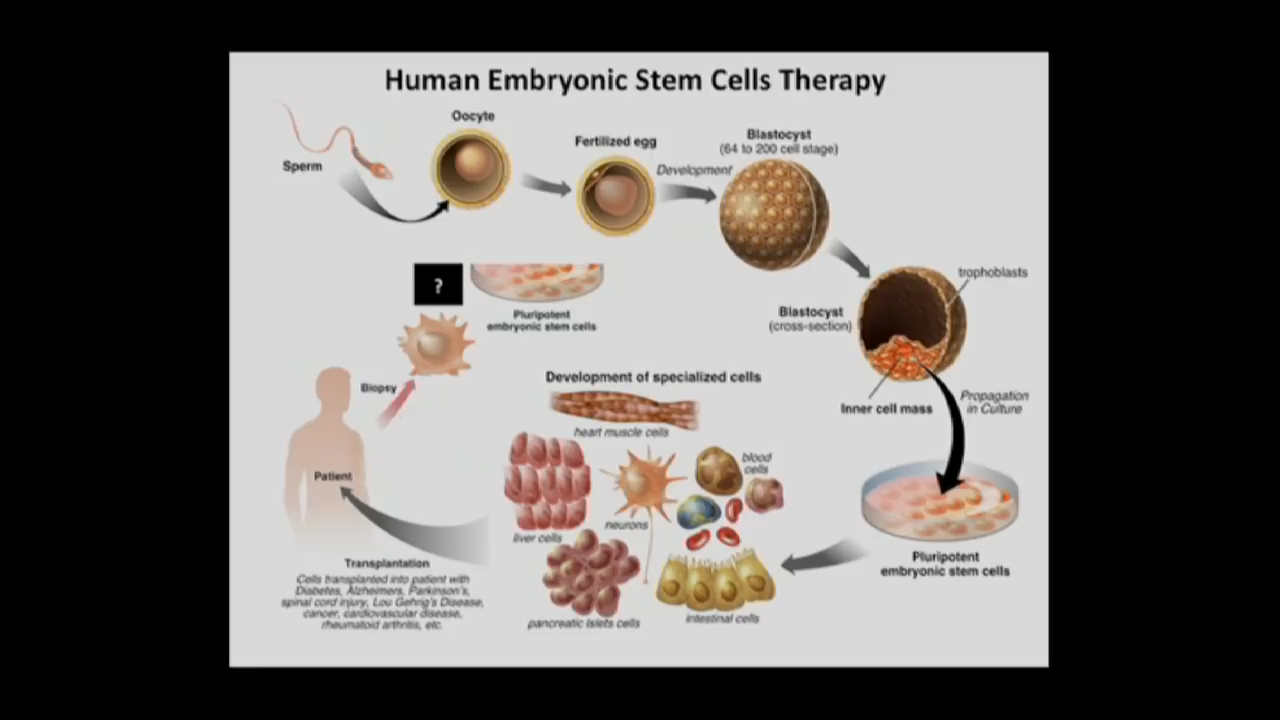 Human Embryonic Stem Cells Therapy
Oocyte
Sperm
Fertilized egg
Development
Blastocyst
(64 to 200 cell stage)
trophoblasts
Blastocyst
(cross-section)
Inner cell mass
Propagation
in Culture
Pluripotent
embryonic stem cells
?
Pluripotent
embryonic stem cells
Biopsy
Patient
Development of specialized cells
heart muscle cells
blood
cells
neurons
liver cells
pancreatic islets cells
intestinal cells
Transplantation
Cells transplanted into patient with
Diabetes, Alzheimers, Parkinson's,
spinal cord injury, Lou Gehrig's Disease,
cancer, cardiovascular disease,
rheumatoid arthritis, etc.